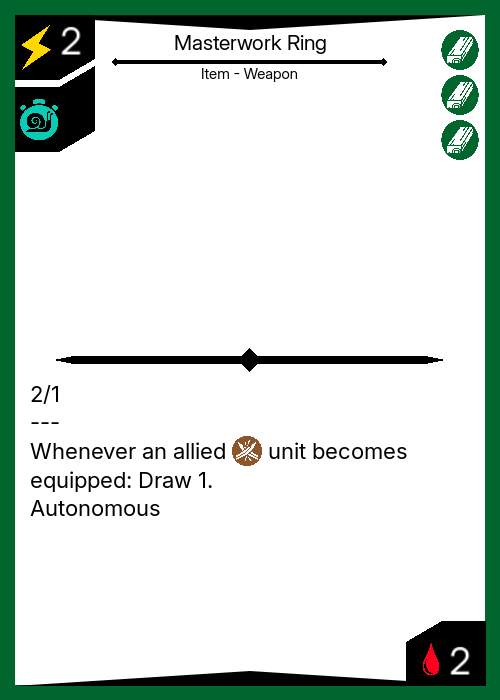 2
Masterwork Ring
Item - Weapon
2/1
---
Whenever an allied unit becomes
equipped: Draw 1.
Autonomous
2